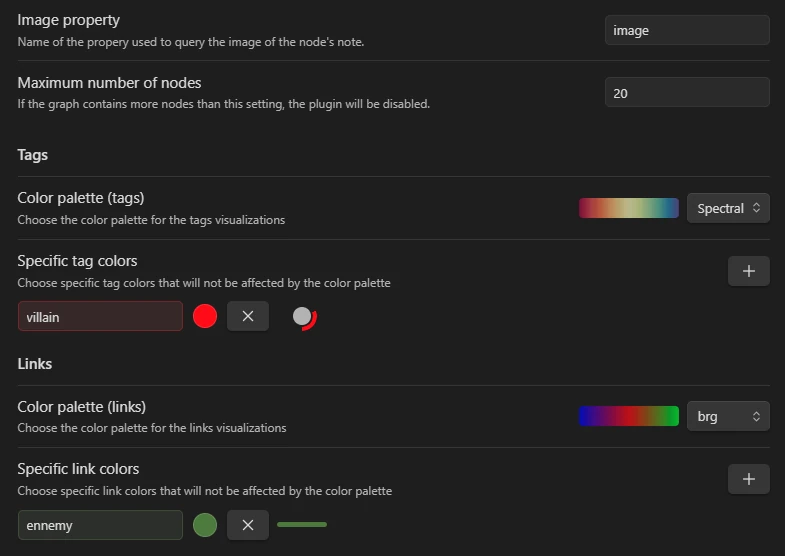 Image property
Name of the propery used to query the image of the node's note.
image
Maximum number of nodes
If the graph contains more nodes than this setting, the plugin will be disabled.
20
Tags
Color palette (tags)
Choose the color palette for the tags visualizations
Spectral
Specific tag colors
Choose specific tag colors that will not be affected by the color palette
villain
Links
Color palette (links)
Choose the color palette for the links visualizations
brg
Specific link colors
Choose specific link colors that will not be affected by the color palette
ennemy